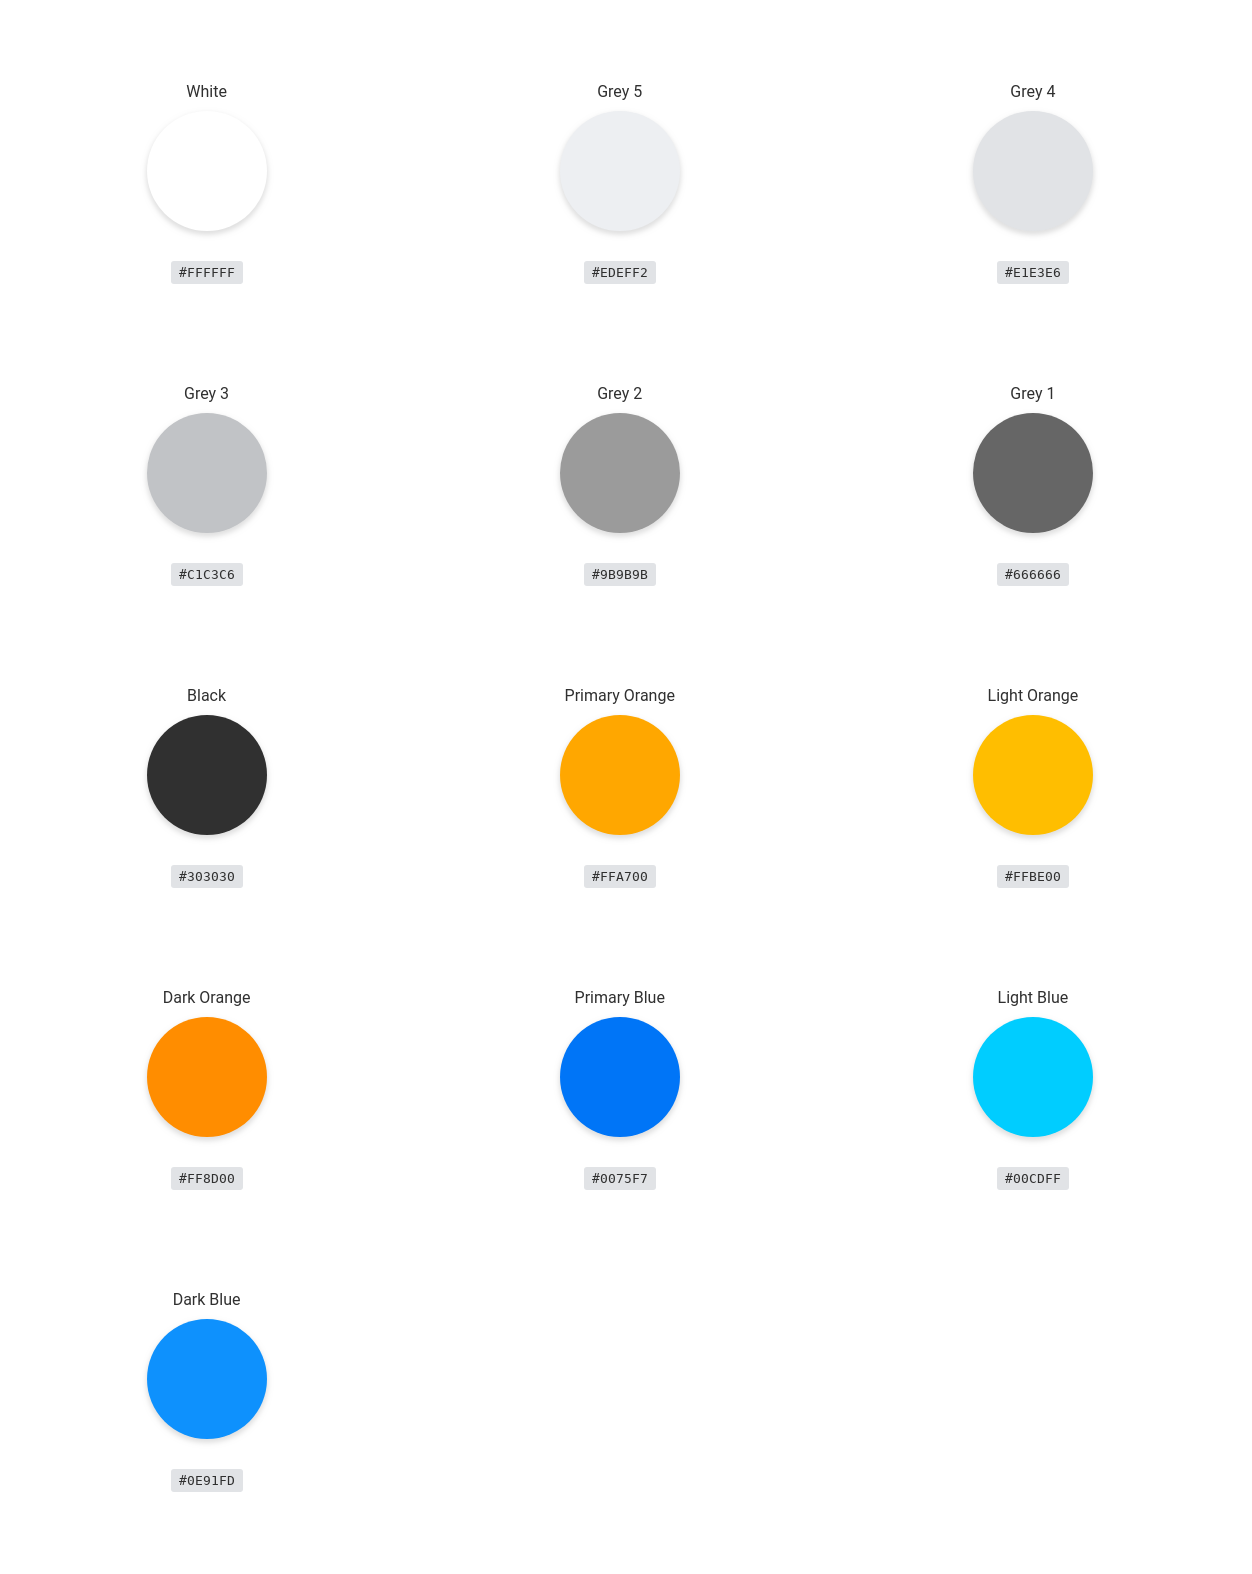 White
Grey 5
Grey 4
#FFFFFF
#EDEFF2
#E1E3E6
Grey 3
Grey 2
Grey 1
#C1C3C6
#9B9B9B
#666666
Black
Primary Orange
Light Orange
#303030
#FFA700
#FFBE00
Dark Orange
Primary Blue
Light Blue
#FF8D00
#0075F7
#00CDFF
Dark Blue
#0E91FD